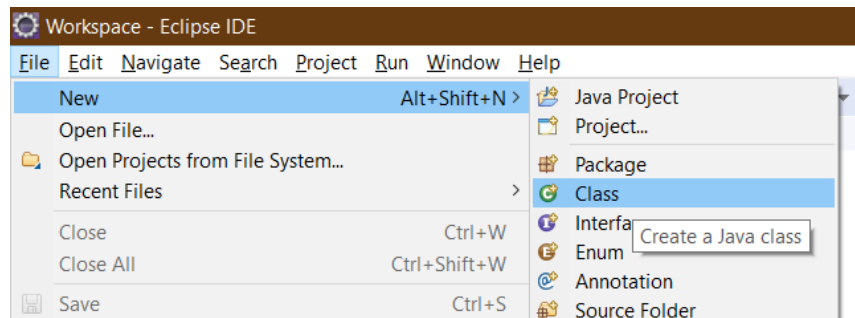 Workspace - Eclipse IDE
File Edit Navigate Search Project Run Window Help
New Alt+Shift+N >
Open File...
Open Projects from File System...
Recent Files >
Close Ctrl+W
Close All Ctrl+Shift+W
Save Ctrl+S
Java Project
Project...
Package
Class
Interfa
Create a Java class
Enum
Annotation
Source Folder